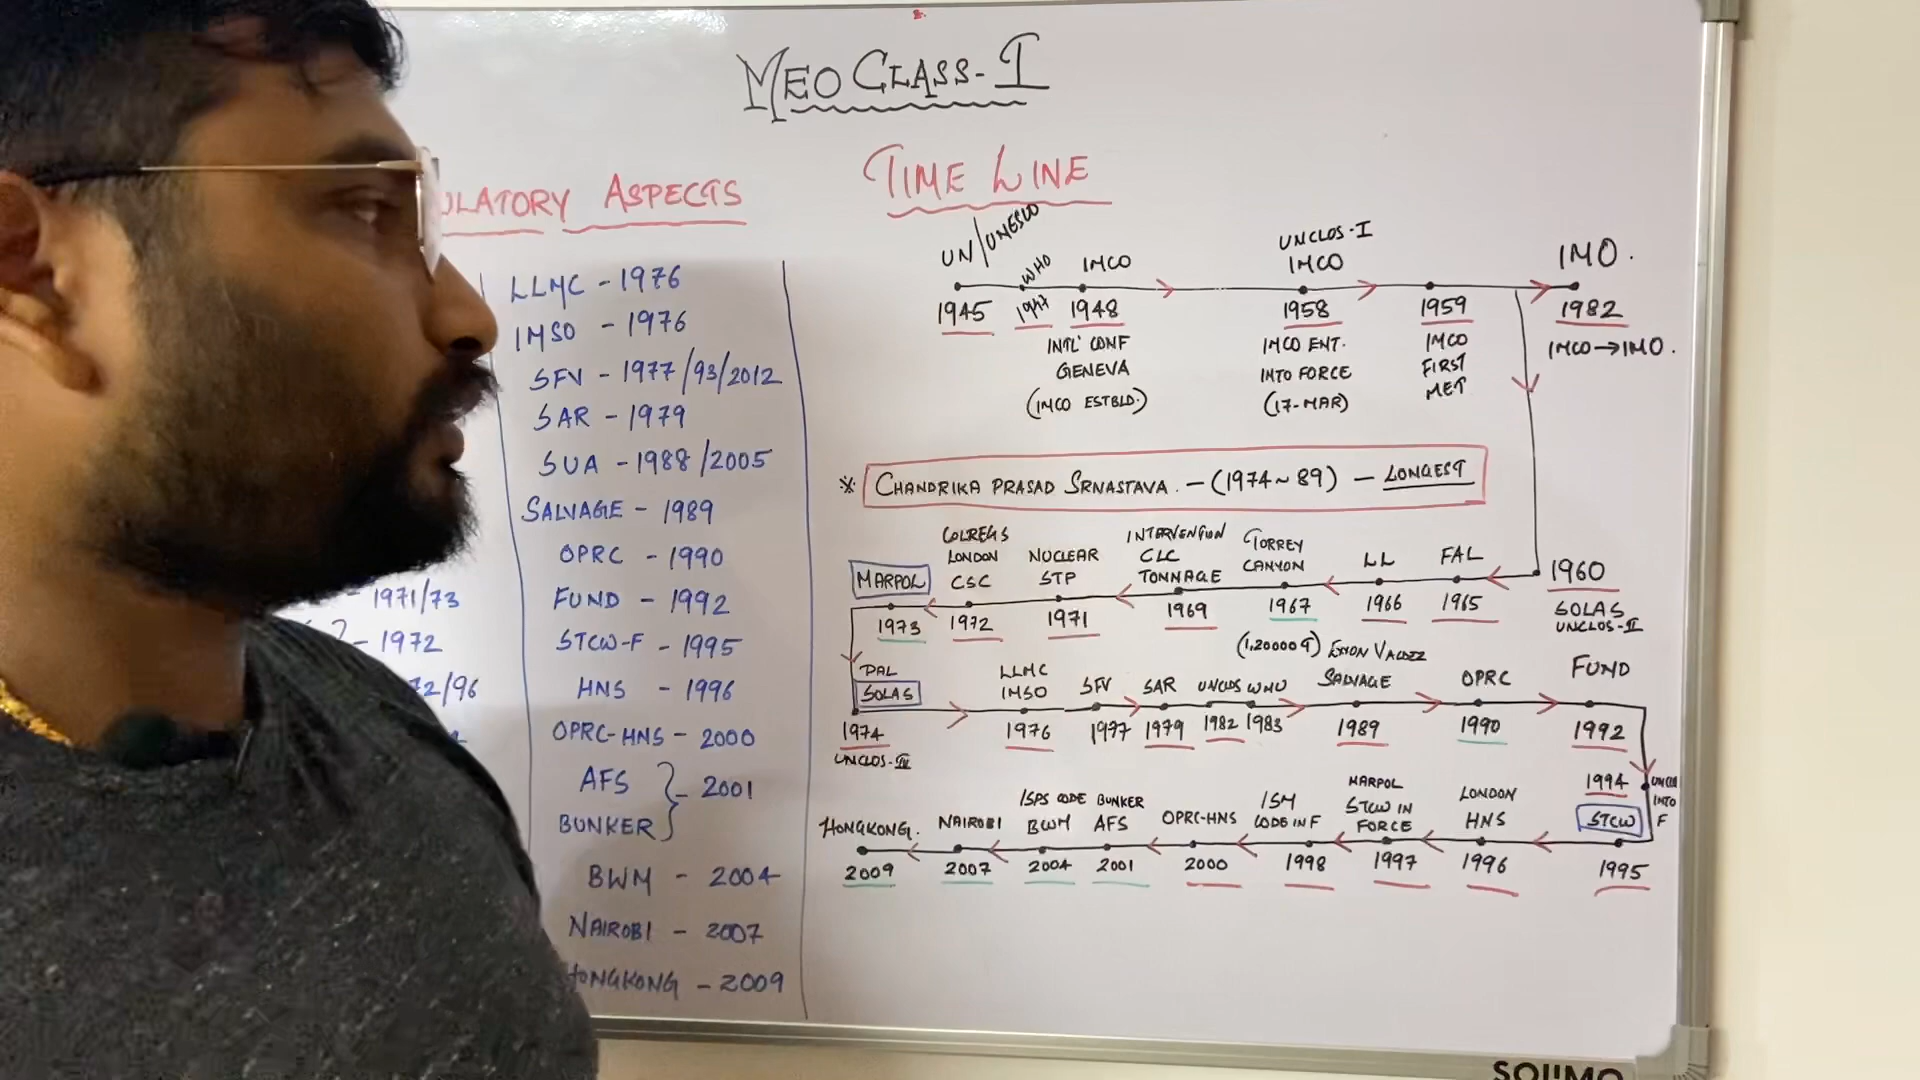 MEO CLASS-I
ULATORY ASPECTS
1971/73
- 1972
72/96
LLMC - 1976
IMSO - 1976
SFV - 1977/93/2012
SAR - 1979
SUA - 1988/2005
SALVAGE - 1989
OPRC - 1990
FUND - 1992
STCW-F - 1995
HNS - 1996
OPRC-HNS - 2000
AFS } - 2001
BUNKER
BWM - 2004
NAIROBI - 2007
HONGKONG - 2009
TIME LINE
UN/UNESCO WHO IMCO UNCLOS-I IMCO IMO.
1945 1947 1948 1958 1959 1982
INTL' CONF GENEVA (IMCO ESTBLD.)
IMCO ENT. INTO FORCE (17-MAR)
IMCO FIRST MET
IMCO→IMO.
※ CHANDRIKA PRASAD SRNASTAVA. - (1974~89) - LONGEST
1960 SOLAS UNCLOS-II
FAL 1965
LL 1966
TORREY CANYON 1967 (1,20000 T)
INTERVENTION CLC TONNAGE 1969
NUCLEAR STP 1971
COLREGS LONDON CSC 1972
MARPOL 1973
PAL SOLAS 1974 UNCLOS-III
LLMC IMSO 1976
SFV 1977
SAR 1979
UNCLOS 1982
WMU 1983
EXXON VALDEZ SALVAGE 1989
OPRC 1990
FUND 1992
1994 UNCLOS INTO F
STCW 1995
LONDON HNS 1996
MARPOL STCW IN FORCE 1997
ISM CODE IN F 1998
OPRC-HNS 2000
BUNKER AFS 2001
ISPS CODE BWM 2004
NAIROBI 2007
HONGKONG. 2009